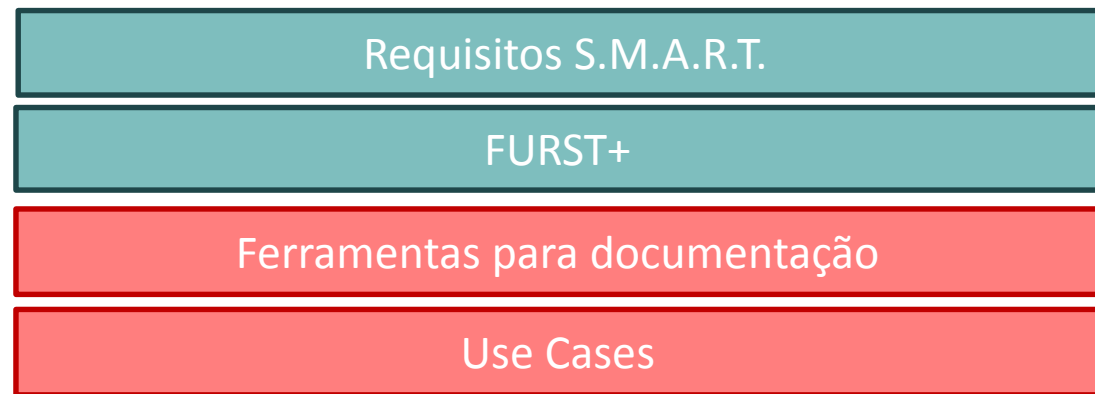 Requisitos S.M.A.R.T.
FURST+
Ferramentas para documentação
Use Cases